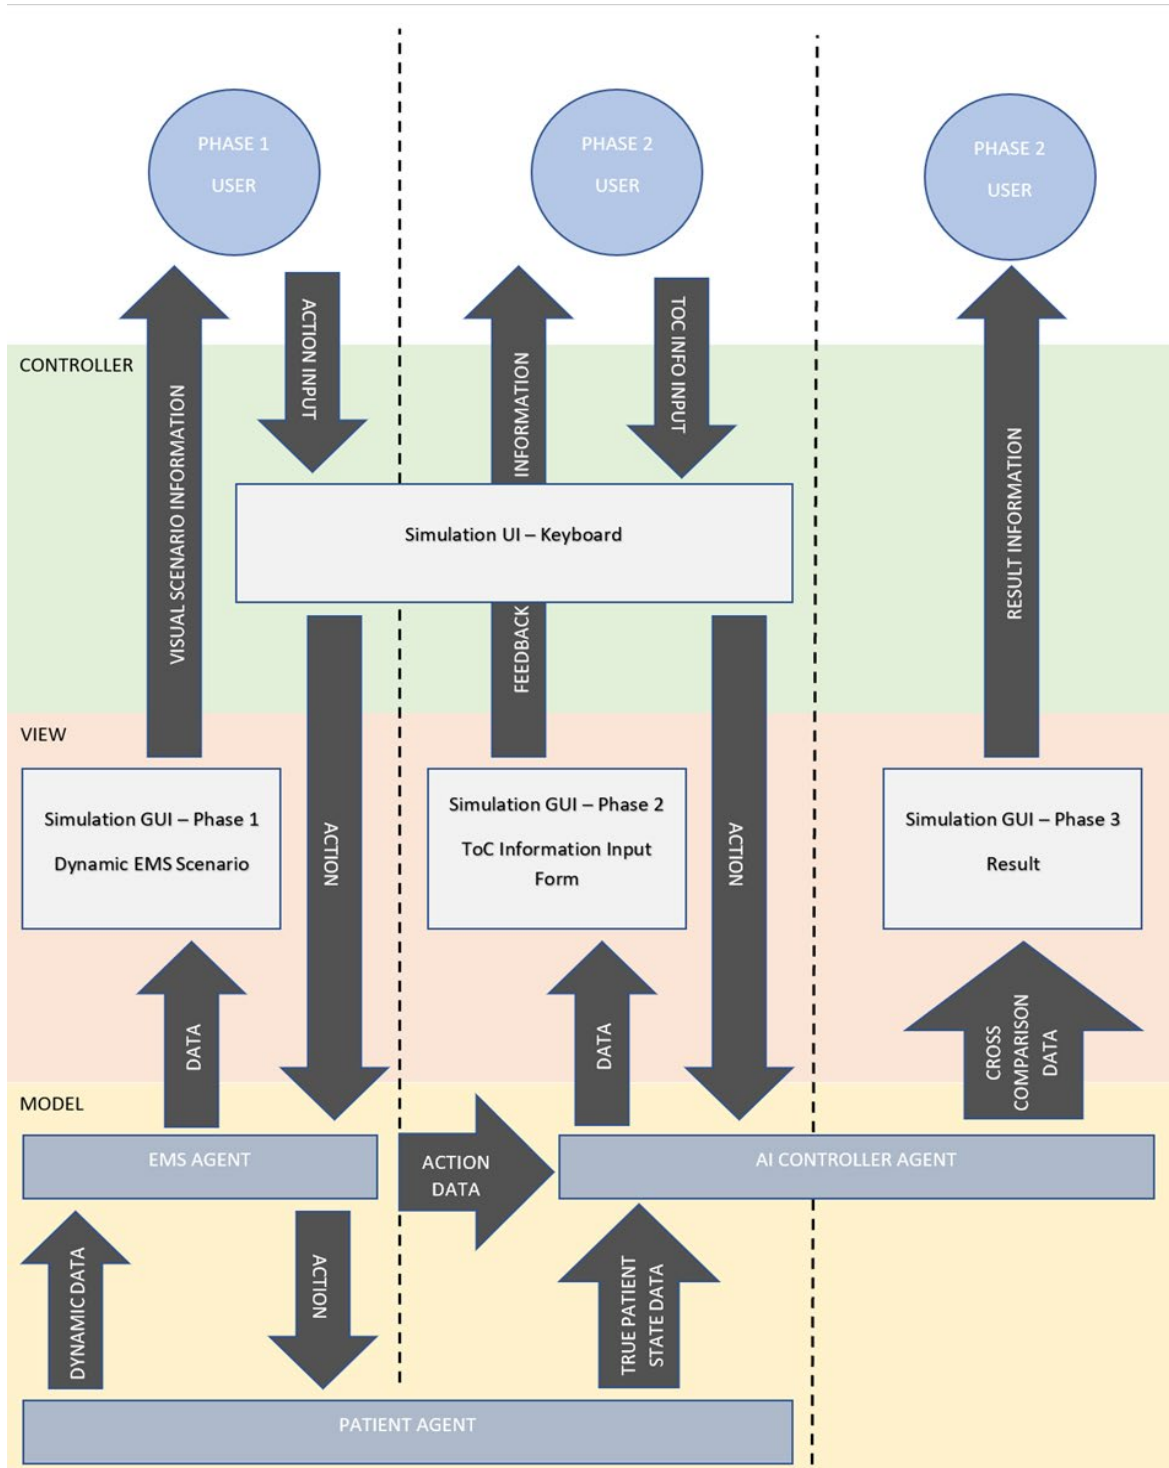 PHASE 1
USER
PHASE 2
USER
PHASE 2
USER
ACTION INPUT
TOC INFO INPUT
CONTROLLER
VISUAL SCENARIO INFORMATION
FEEDBACK INFORMATION
RESULT INFORMATION
Simulation UI – Keyboard
VIEW
Simulation GUI – Phase 1
Dynamic EMS Scenario
ACTION
Simulation GUI – Phase 2
ToC Information Input
Form
ACTION
Simulation GUI – Phase 3
Result
DATA
DATA
CROSS
COMPARISON
DATA
MODEL
EMS AGENT
ACTION
DATA
AI CONTROLLER AGENT
DYNAMIC DATA
ACTION
TRUE PATIENT
STATE DATA
PATIENT AGENT